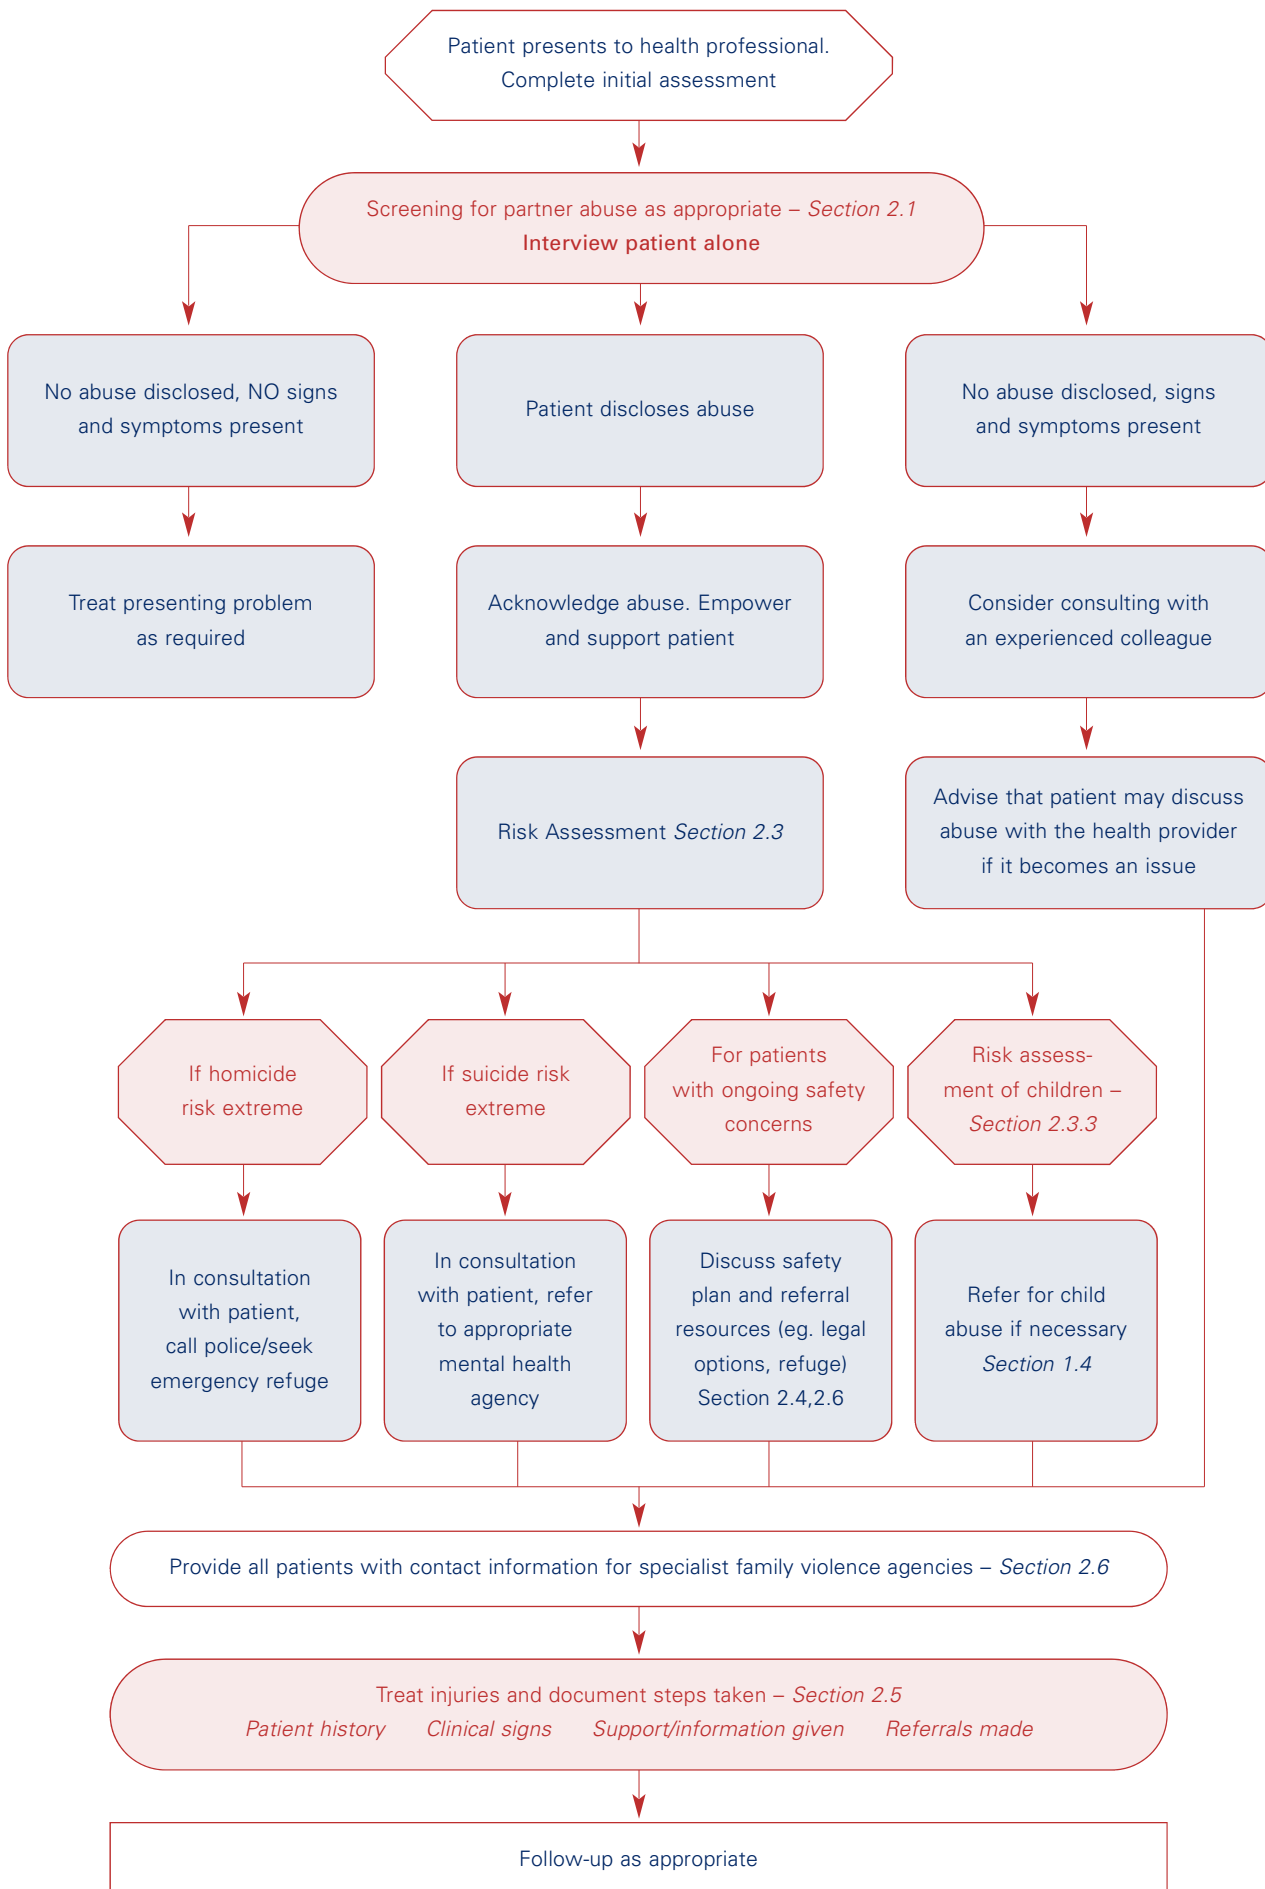 Patient presents to health professional.
Complete initial assessment
Screening for partner abuse as appropriate – Section 2.1
Interview patient alone
No abuse disclosed, NO signs
and symptoms present
Patient discloses abuse
No abuse disclosed, signs
and symptoms present
Treat presenting problem
as required
Acknowledge abuse. Empower
and support patient
Consider consulting with
an experienced colleague
Risk Assessment Section 2.3
Advise that patient may discuss
abuse with the health provider
if it becomes an issue
If homicide
risk extreme
If suicide risk
extreme
For patients
with ongoing safety
concerns
Risk assess-
ment of children –
Section 2.3.3
In consultation
with patient,
call police/seek
emergency refuge
In consultation
with patient, refer
to appropriate
mental health
agency
Discuss safety
plan and referral
resources (eg. legal
options, refuge)
Section 2.4,2.6
Refer for child
abuse if necessary
Section 1.4
Provide all patients with contact information for specialist family violence agencies – Section 2.6
Treat injuries and document steps taken – Section 2.5
Patient history Clinical signs Support/information given Referrals made
Follow-up as appropriate